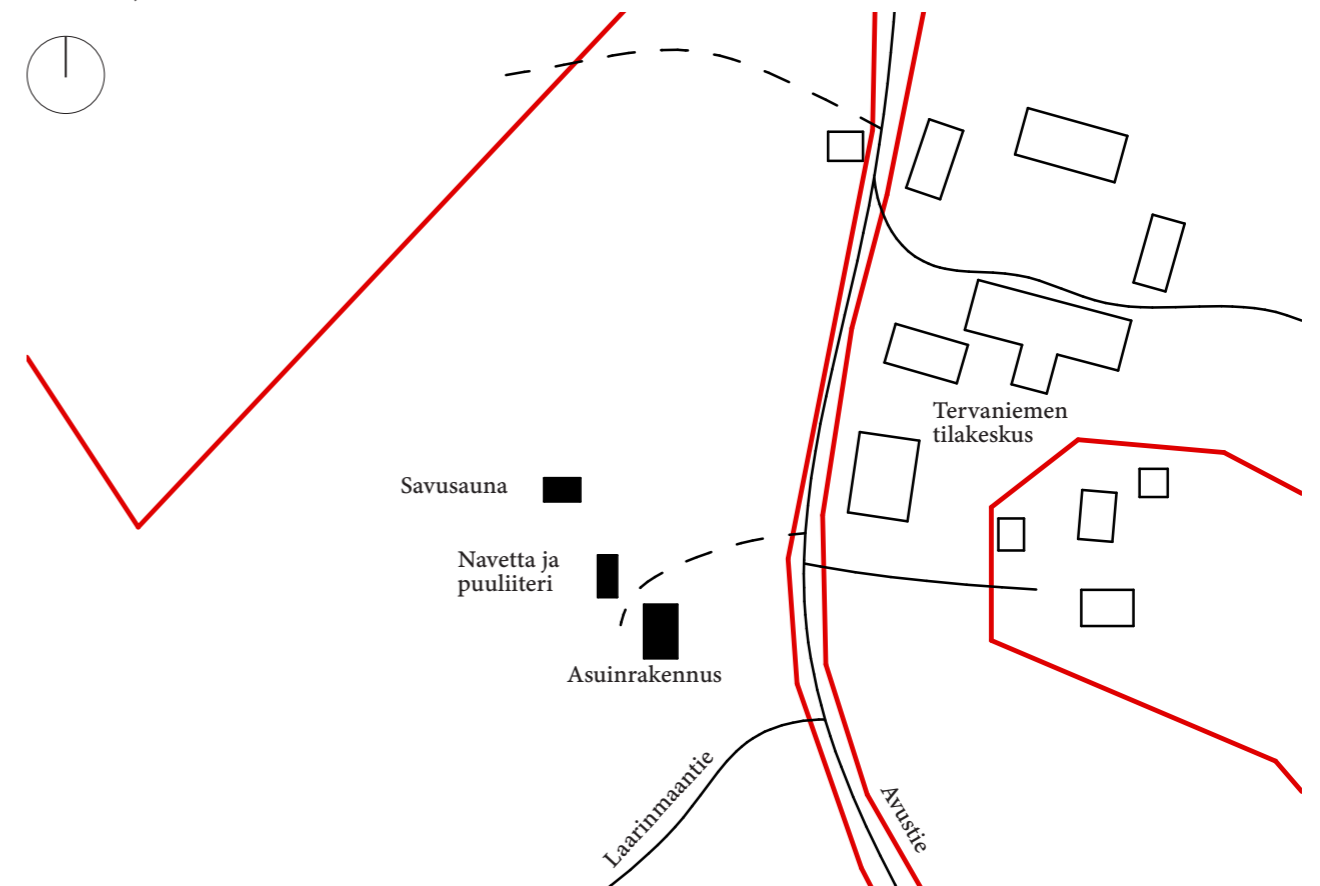 Tervaniemen
tilakeskus
Savusauna
Navetta ja
puuliiteri
Asuinrakennus
Laarinmaantie
Avustie